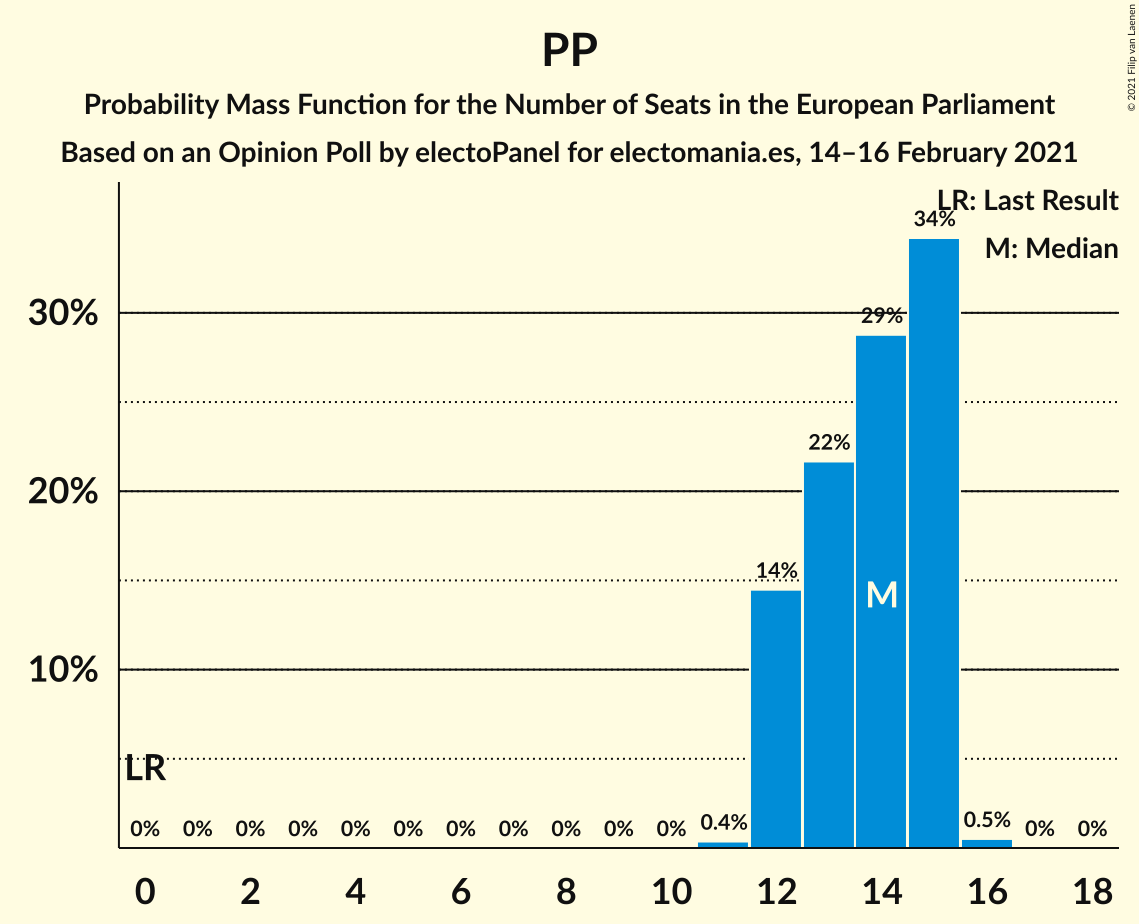 PP
Probability Mass Function for the Number of Seats in the European Parliament
Based on an Opinion Poll by electoPanel for electomania.es, 14–16 February 2021
© 2021 Filip van Laenen
LR: Last Result
M: Median
30%
20%
10%
34%
29%
22%
14%
M
LR
0% 0% 0% 0% 0% 0% 0% 0% 0% 0% 0% 0.4% 0.5% 0% 0%
0 2 4 6 8 10 12 14 16 18